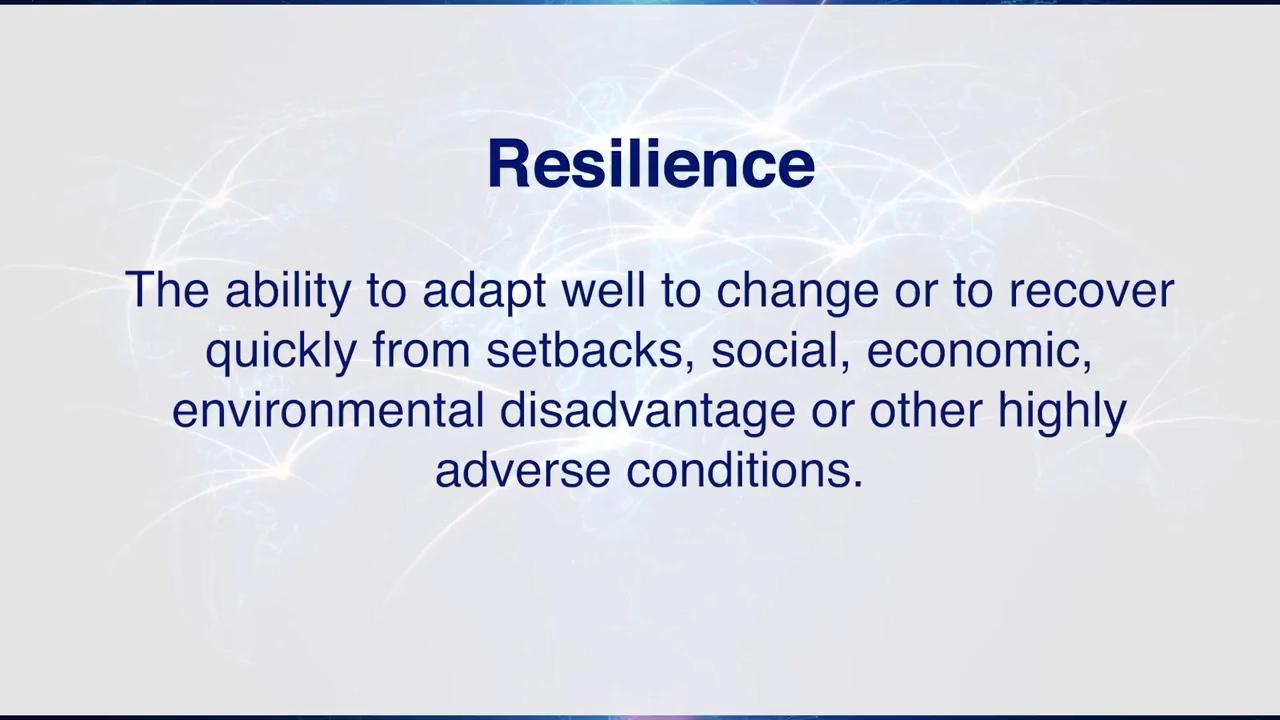 Resilience
The ability to adapt well to change or to recover
quickly from setbacks, social, economic,
environmental disadvantage or other highly
adverse conditions.